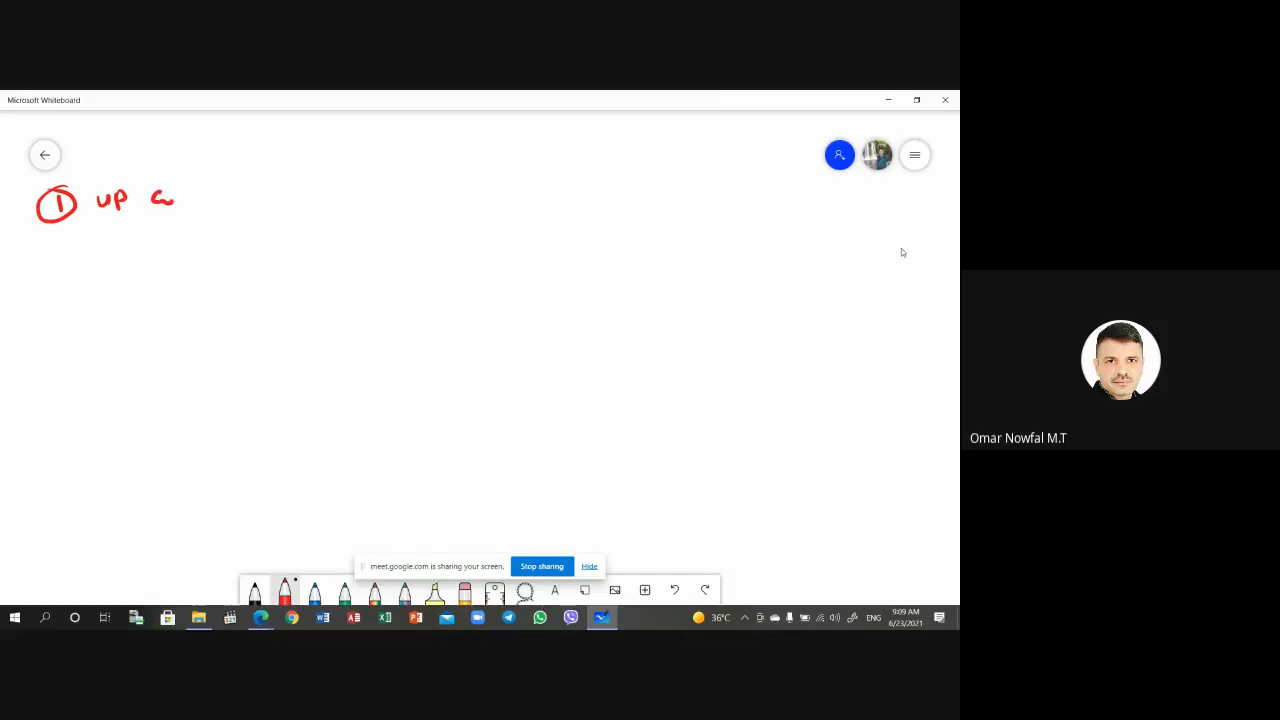 Microsoft Whiteboard
① up
meet.google.com is sharing your screen. Stop sharing Hide
Omar Nowfal M.T
36°C ENG 9:09 AM
6/23/2021